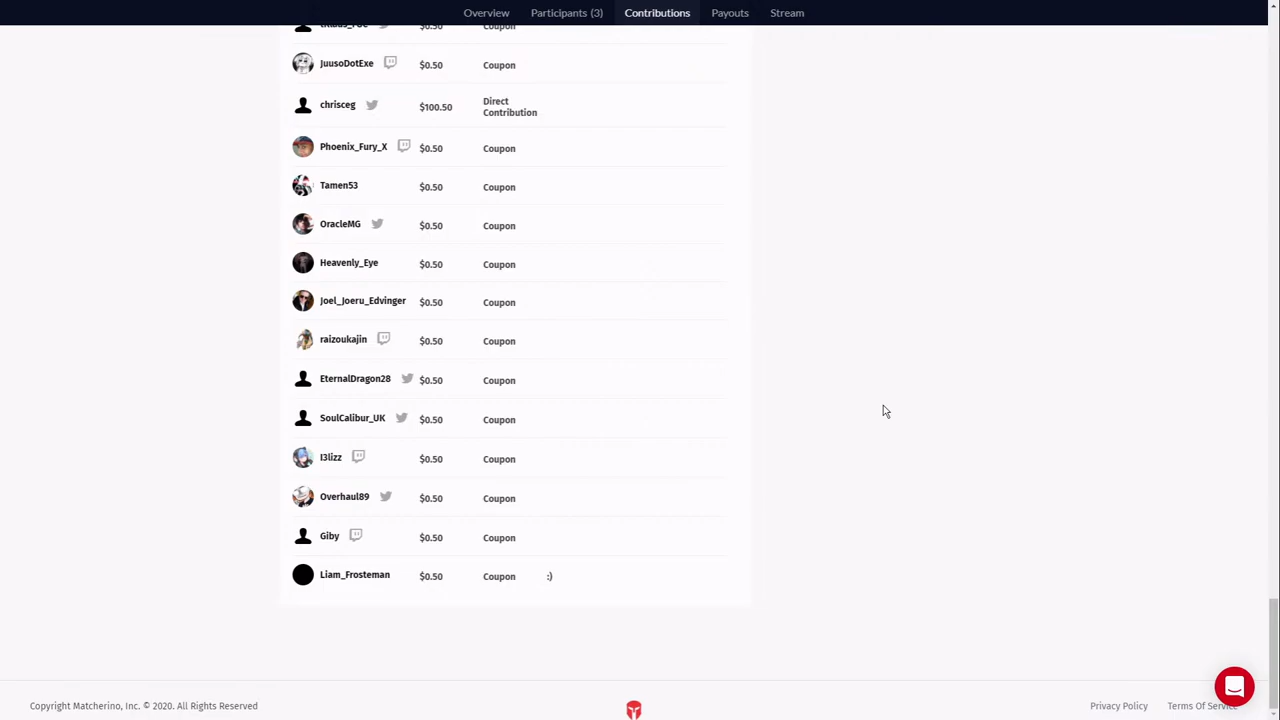 Overview Participants (3) Contributions Payouts Stream
$0.50 Coupon
JuusoDotExe $0.50 Coupon
chrisceg $100.50 Direct
Contribution
Phoenix_Fury_X $0.50 Coupon
Tamen53 $0.50 Coupon
OracleMG $0.50 Coupon
Heavenly_Eye $0.50 Coupon
Joel_Joeru_Edvinger $0.50 Coupon
raizoukajin $0.50 Coupon
EternalDragon28 $0.50 Coupon
SoulCalibur_UK $0.50 Coupon
I3lizz $0.50 Coupon
Overhaul89 $0.50 Coupon
Giby $0.50 Coupon
Liam_Frosteman $0.50 Coupon :)
Copyright Matcherino, Inc. © 2020. All Rights Reserved Privacy Policy Terms Of Service